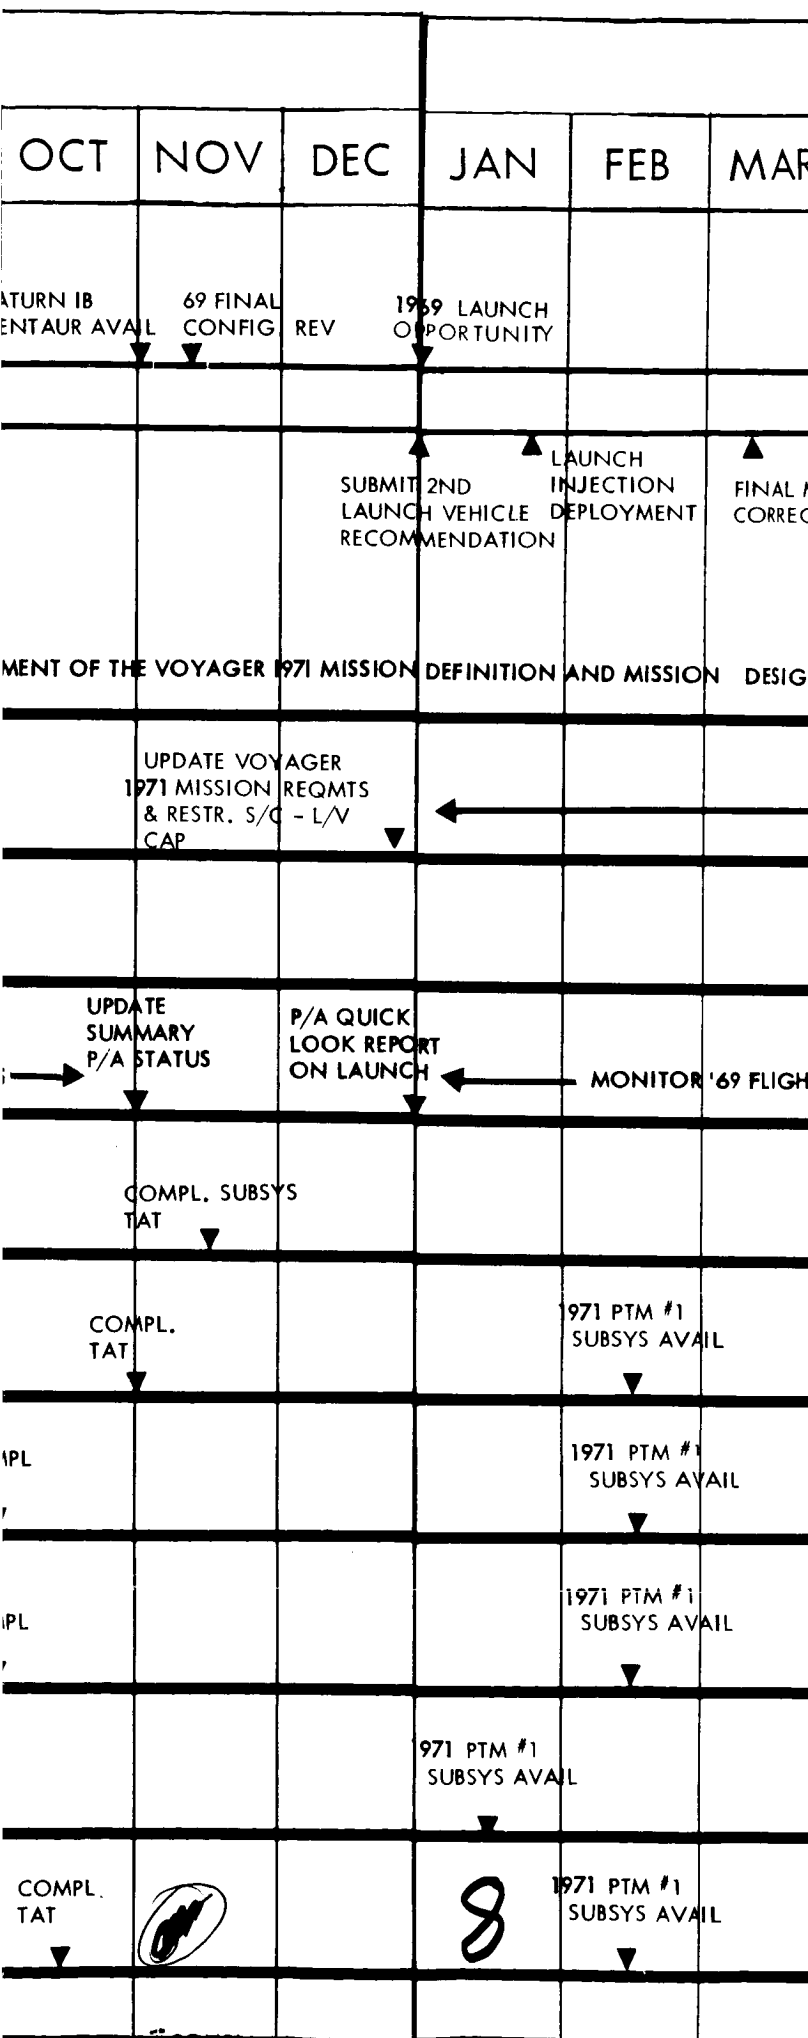 OCT NOV DEC JAN FEB MAR
ATURN IB
ENTAUR AVAIL
69 FINAL
CONFIG. REV
1969 LAUNCH
OPPORTUNITY
SUBMIT 2ND
LAUNCH VEHICLE
RECOMMENDATION
LAUNCH
INJECTION
DEPLOYMENT
FINAL
CORREC
MENT OF THE VOYAGER 1971 MISSION DEFINITION AND MISSION DESIG
UPDATE VOYAGER
1971 MISSION REQMTS
& RESTR. S/C - L/V
CAP
UPDATE
SUMMARY
P/A STATUS
P/A QUICK
LOOK REPORT
ON LAUNCH
MONITOR '69 FLIGH
COMPL. SUBSYS
TAT
COMPL.
TAT
1971 PTM #1
SUBSYS AVAIL
MPL
1971 PTM #1
SUBSYS AVAIL
MPL
1971 PTM #1
SUBSYS AVAIL
971 PTM #1
SUBSYS AVAIL
COMPL.
TAT
8
1971 PTM #1
SUBSYS AVAIL